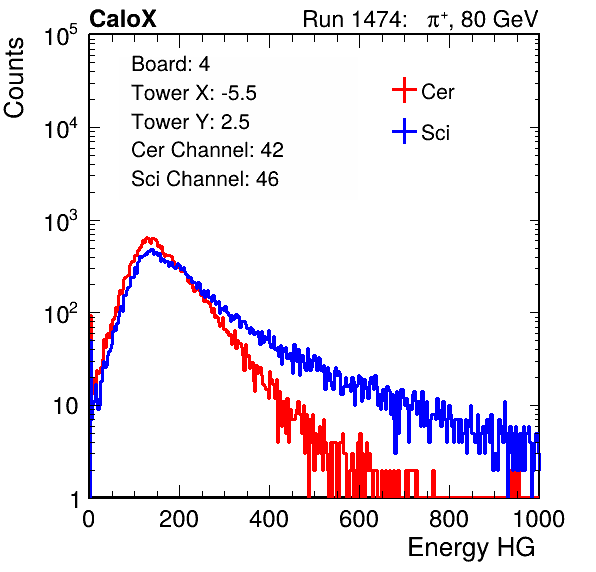 CaloX Run 1474: π⁺, 80 GeV
Counts
10⁵
10⁴
10³
10²
10
1
Board: 4
Tower X: -5.5
Tower Y: 2.5
Cer Channel: 42
Sci Channel: 46
Cer
Sci
0 200 400 600 800 1000
Energy HG